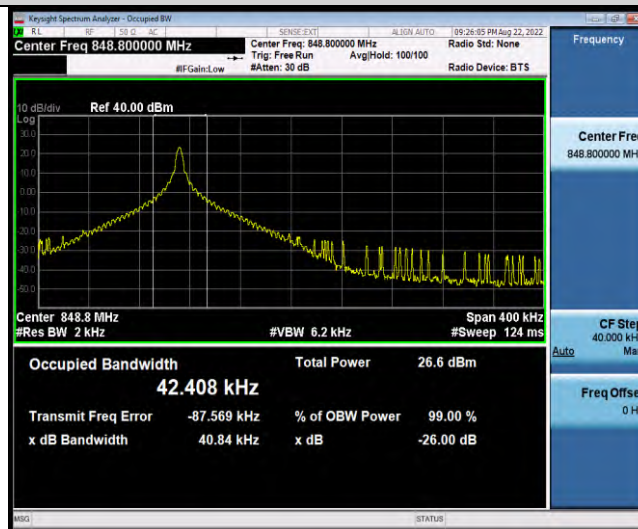 Keysight Spectrum Analyzer - Occupied BW
RL RF 50 Ω AC SENSE:EXT ALIGN AUTO 09:26:05 PM Aug 22, 2022
Center Freq 848.800000 MHz
Center Freq: 848.800000 MHz
Radio Std: None
Trig: Free Run Avg|Hold: 100/100
#IFGain:Low #Atten: 30 dB Radio Device: BTS
10 dB/div Ref 40.00 dBm
Log
30.0
20.0
10.0
0.00
-10.0
-20.0
-30.0
-40.0
-50.0
Center 848.8 MHz Span 400 kHz
#Res BW 2 kHz #VBW 6.2 kHz #Sweep 124 ms
Occupied Bandwidth Total Power 26.6 dBm
42.408 kHz
Transmit Freq Error -87.569 kHz % of OBW Power 99.00 %
x dB Bandwidth 40.84 kHz x dB -26.00 dB
MSG STATUS
Frequency
Center Fre
848.800000 MH
CF Step
40.000 kH
Auto Ma
Freq Offse
0 H